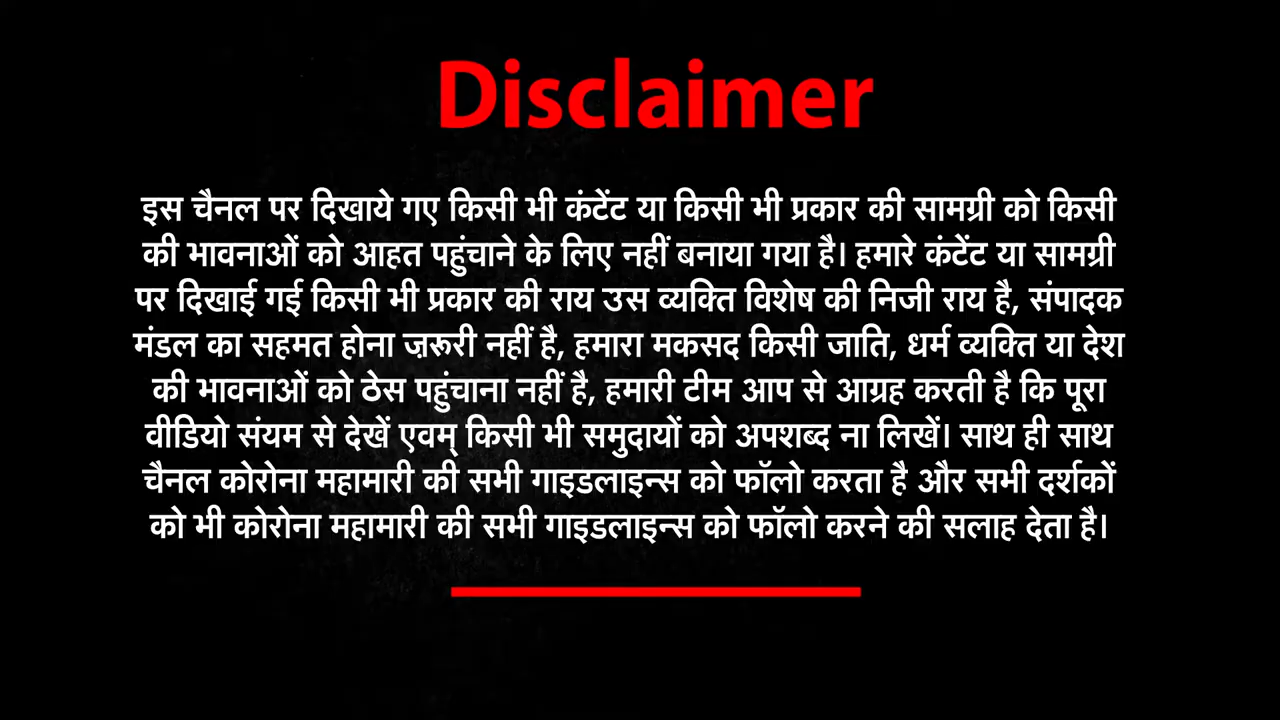 Disclaimer
इस चैनल पर दिखाये गए किसी भी कंटेंट या किसी भी प्रकार की सामग्री को किसी
की भावनाओं को आहत पहुंचाने के लिए नहीं बनाया गया है। हमारे कंटेंट या सामग्री
पर दिखाई गई किसी भी प्रकार की राय उस व्यक्ति विशेष की निजी राय है, संपादक
मंडल का सहमत होना ज़रूरी नहीं है, हमारा मकसद किसी जाति, धर्म व्यक्ति या देश
की भावनाओं को ठेस पहुंचाना नहीं है, हमारी टीम आप से आग्रह करती है कि पूरा
वीडियो संयम से देखें एवम् किसी भी समुदायों को अपशब्द ना लिखें। साथ ही साथ
चैनल कोरोना महामारी की सभी गाइडलाइन्स को फॉलो करता है और सभी दर्शकों
को भी कोरोना महामारी की सभी गाइडलाइन्स को फॉलो करने की सलाह देता है।